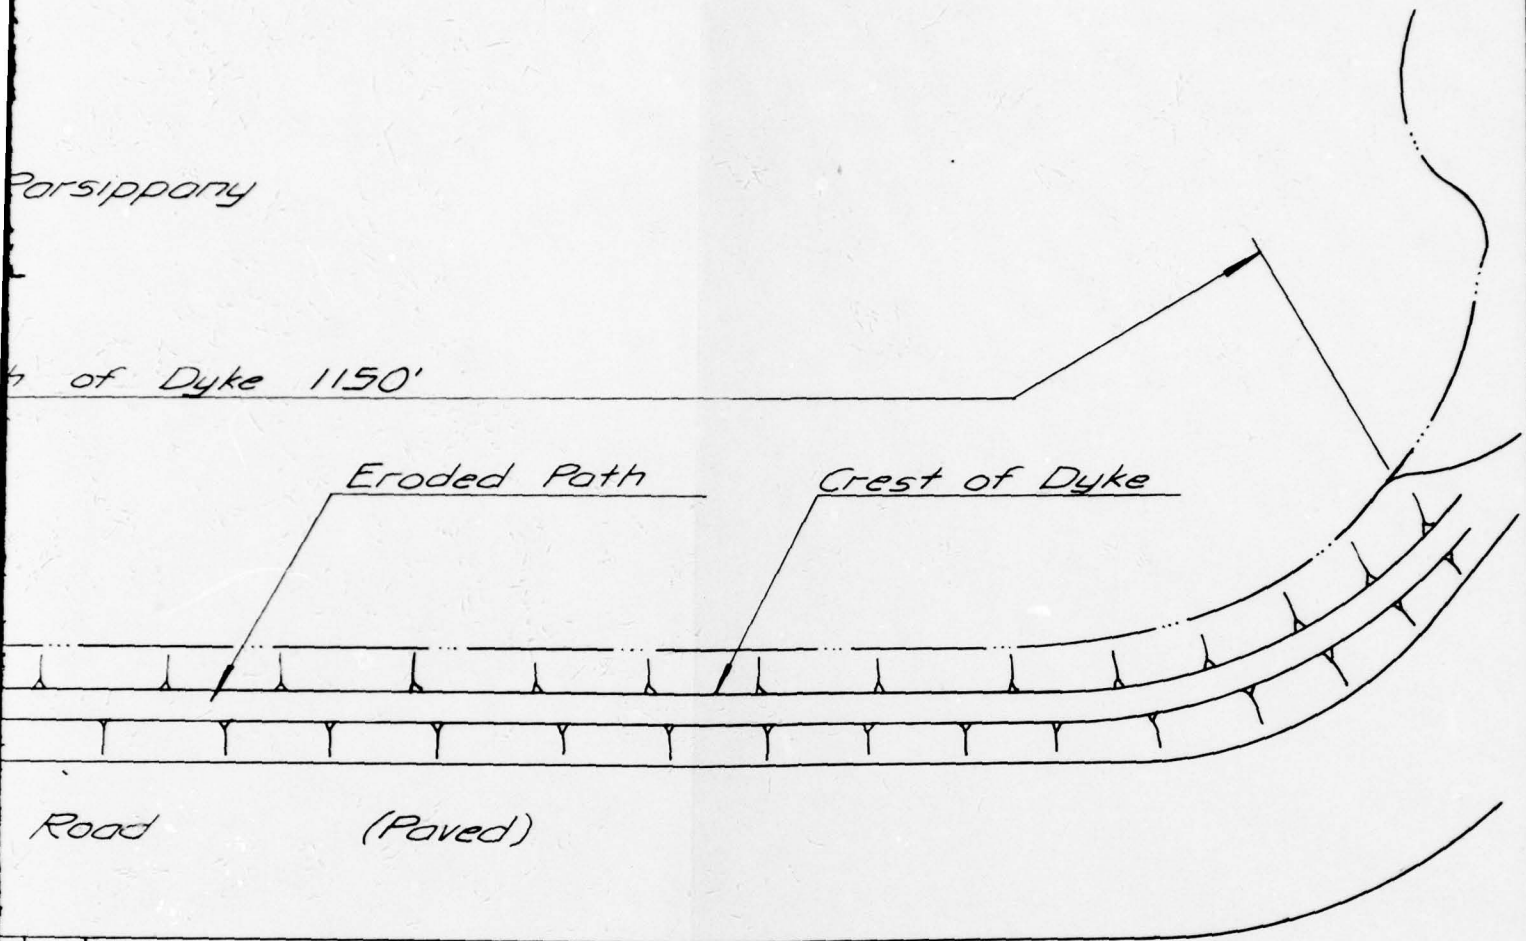 Parsippany
h of Dyke 1150'
Eroded Path
Crest of Dyke
Road (Paved)